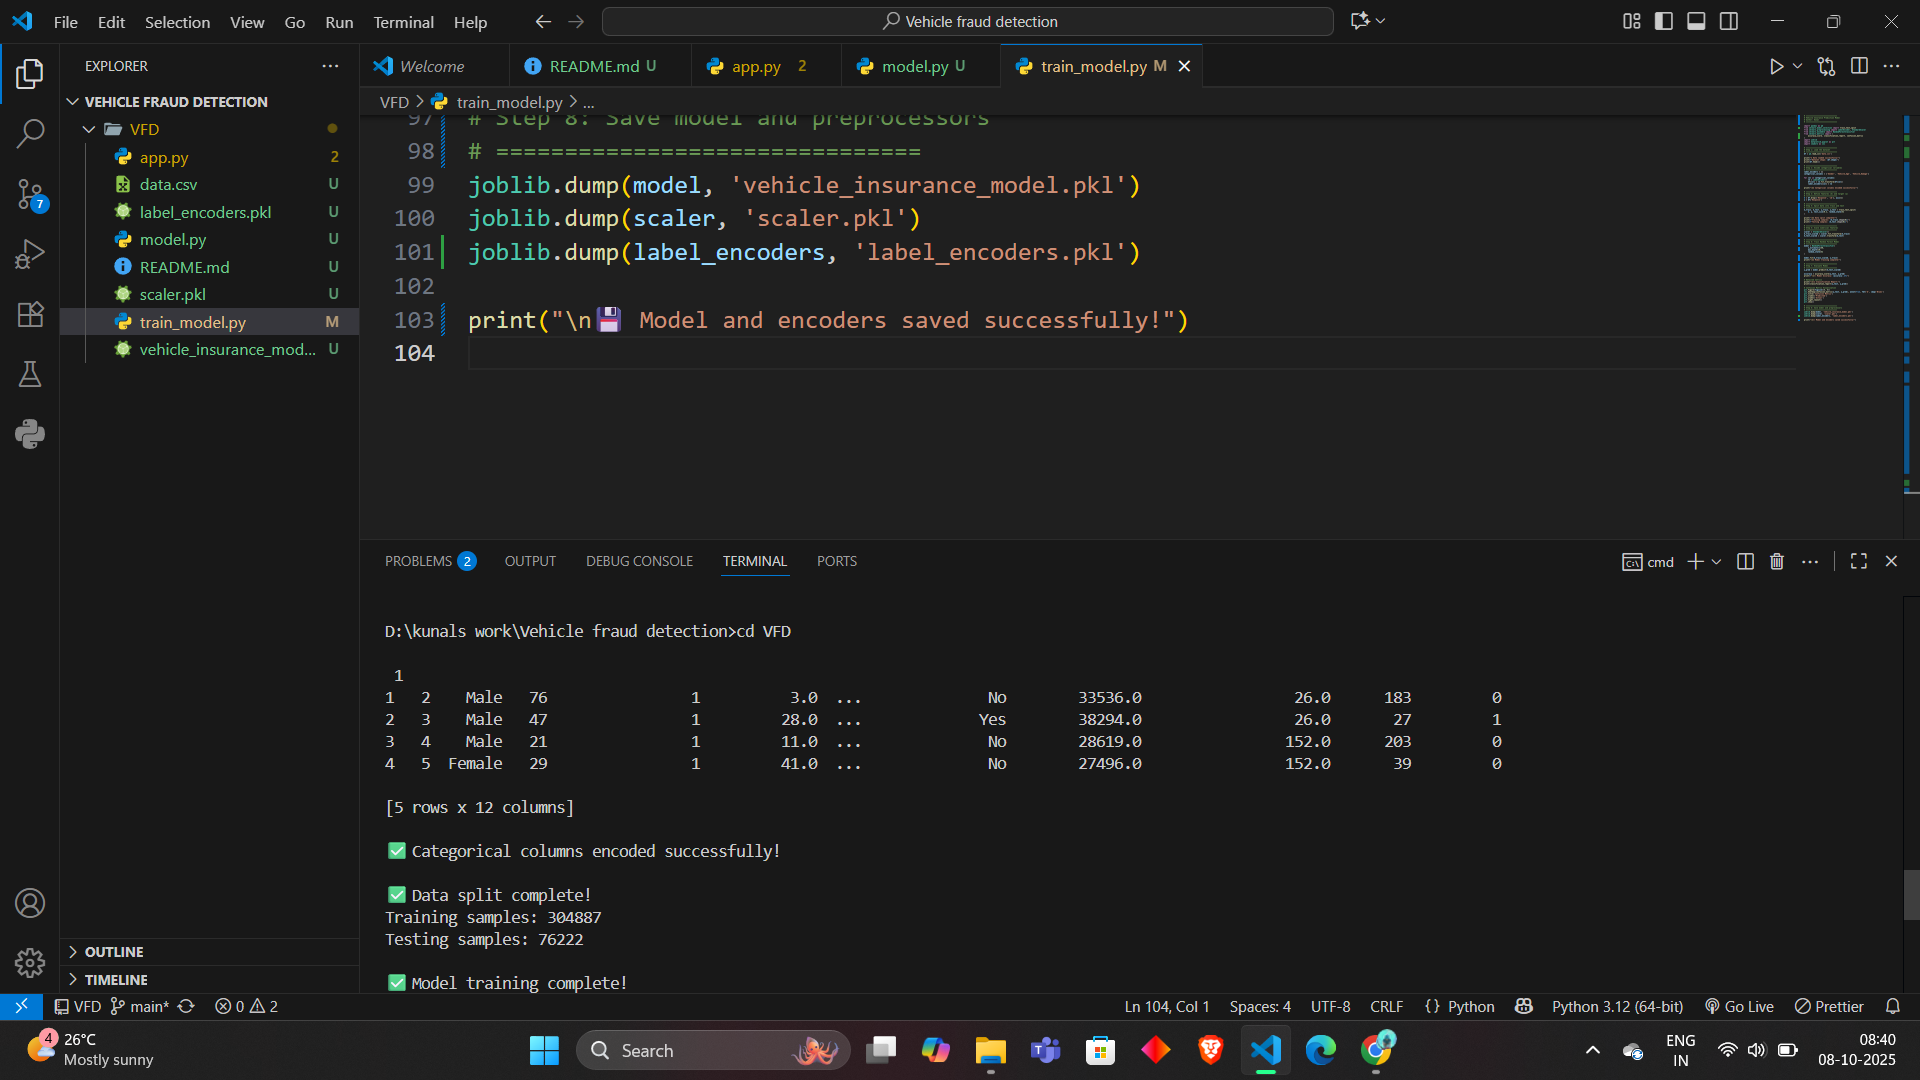 File Edit Selection View Go Run Terminal Help
Vehicle fraud detection
EXPLORER
VEHICLE FRAUD DETECTION
VFD
app.py 2
data.csv U
label_encoders.pkl U
model.py U
README.md U
scaler.pkl U
train_model.py M
vehicle_insurance_mod... U
OUTLINE
TIMELINE
7
Welcome
README.md U
app.py 2
model.py U
train_model.py M
VFD > train_model.py > ...
97 # Step 8: Save model and preprocessors
98 # ===============================
99 joblib.dump(model, 'vehicle_insurance_model.pkl')
100 joblib.dump(scaler, 'scaler.pkl')
101 joblib.dump(label_encoders, 'label_encoders.pkl')
102
103 print("\n💾 Model and encoders saved successfully!")
104
PROBLEMS 2 OUTPUT DEBUG CONSOLE TERMINAL PORTS
cmd
D:\kunals work\Vehicle fraud detection>cd VFD
1
1 2 Male 76 1 3.0 ... No 33536.0 26.0 183 0
2 3 Male 47 1 28.0 ... Yes 38294.0 26.0 27 1
3 4 Male 21 1 11.0 ... No 28619.0 152.0 203 0
4 5 Female 29 1 41.0 ... No 27496.0 152.0 39 0
[5 rows x 12 columns]
✅ Categorical columns encoded successfully!
✅ Data split complete!
Training samples: 304887
Testing samples: 76222
✅ Model training complete!
VFD main* 0 2
Ln 104, Col 1 Spaces: 4 UTF-8 CRLF {} Python Python 3.12 (64-bit) Go Live Prettier
4
26°C
Mostly sunny
Search
ENG
IN
08:40
08-10-2025